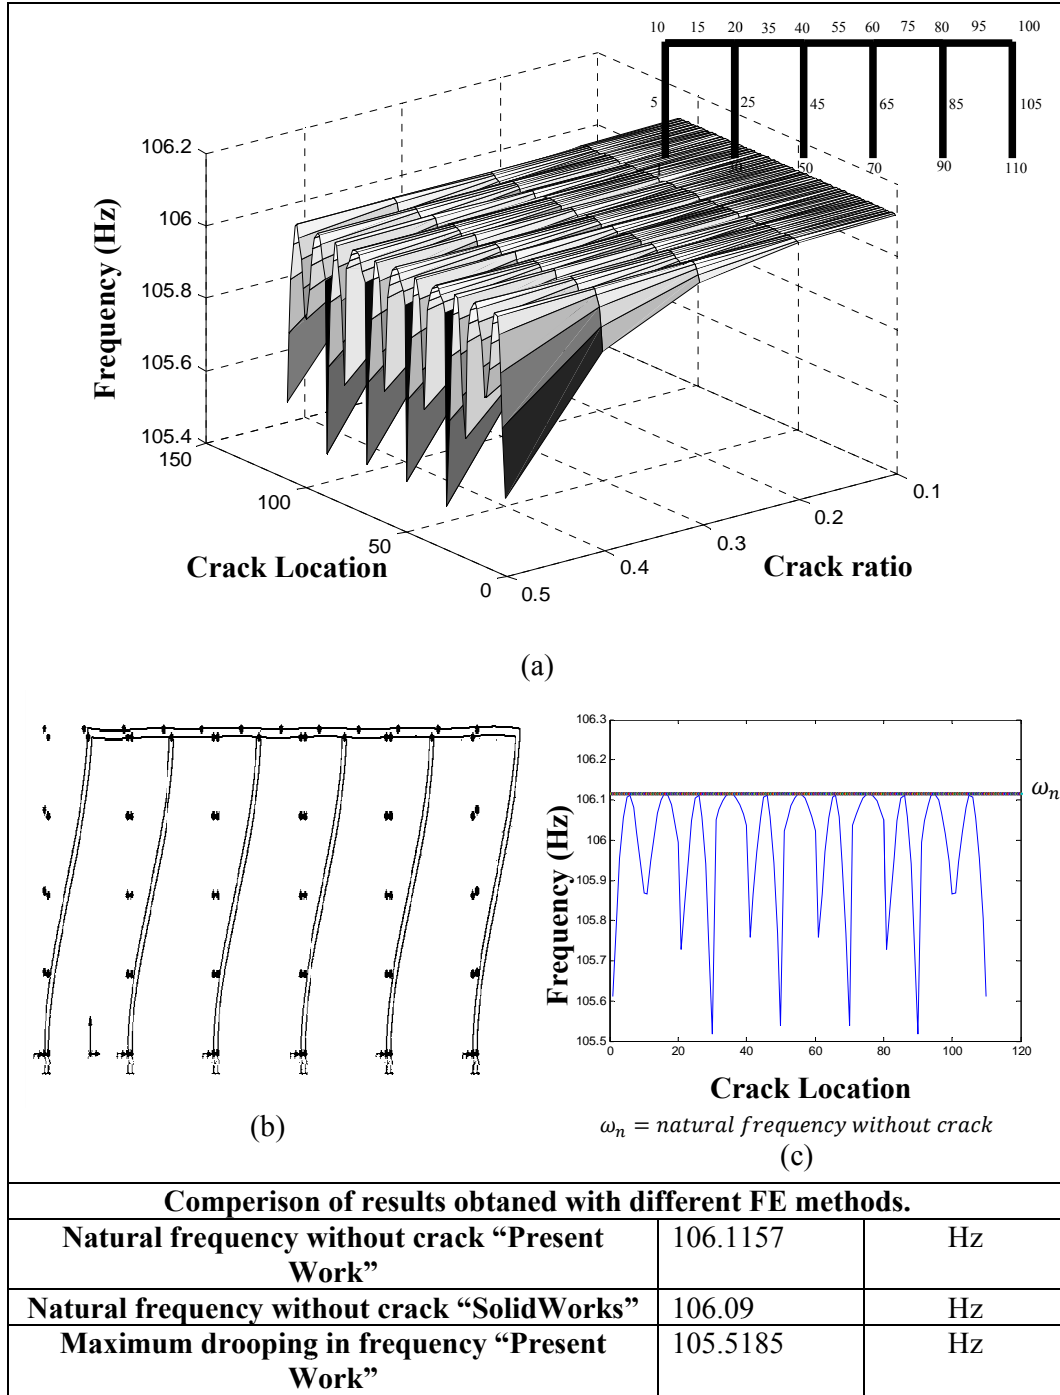 10 15 20 35 40 55 60 75 80 95 100
5 25 45 65 85 105
50 70 90 110
106.2
106
105.8
105.6
105.4
Frequency (Hz)
150
100
50
0
Crack Location
0.5
0.4
0.3
0.2
0.1
Crack ratio
(a)
(b)
106.3
106.2
106.1
106
105.9
105.8
105.7
105.6
105.5
Frequency (Hz)
0 20 40 60 80 100 120
ωn
Crack Location
ωn = natural frequency without crack
(c)
Comperison of results obtaned with different FE methods.
Natural frequency without crack “Present
Work” 106.1157 Hz
Natural frequency without crack “SolidWorks” 106.09 Hz
Maximum drooping in frequency “Present
Work” 105.5185 Hz